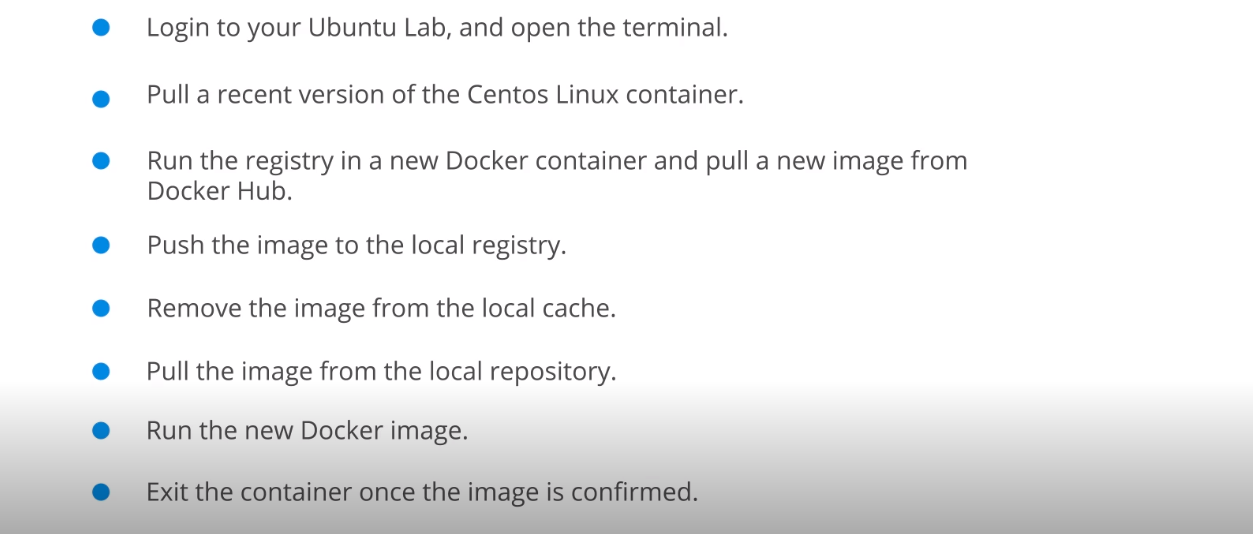 Login to your Ubuntu Lab, and open the terminal.
Pull a recent version of the Centos Linux container.
Run the registry in a new Docker container and pull a new image from
Docker Hub.
Push the image to the local registry.
Remove the image from the local cache.
Pull the image from the local repository.
Run the new Docker image.
Exit the container once the image is confirmed.